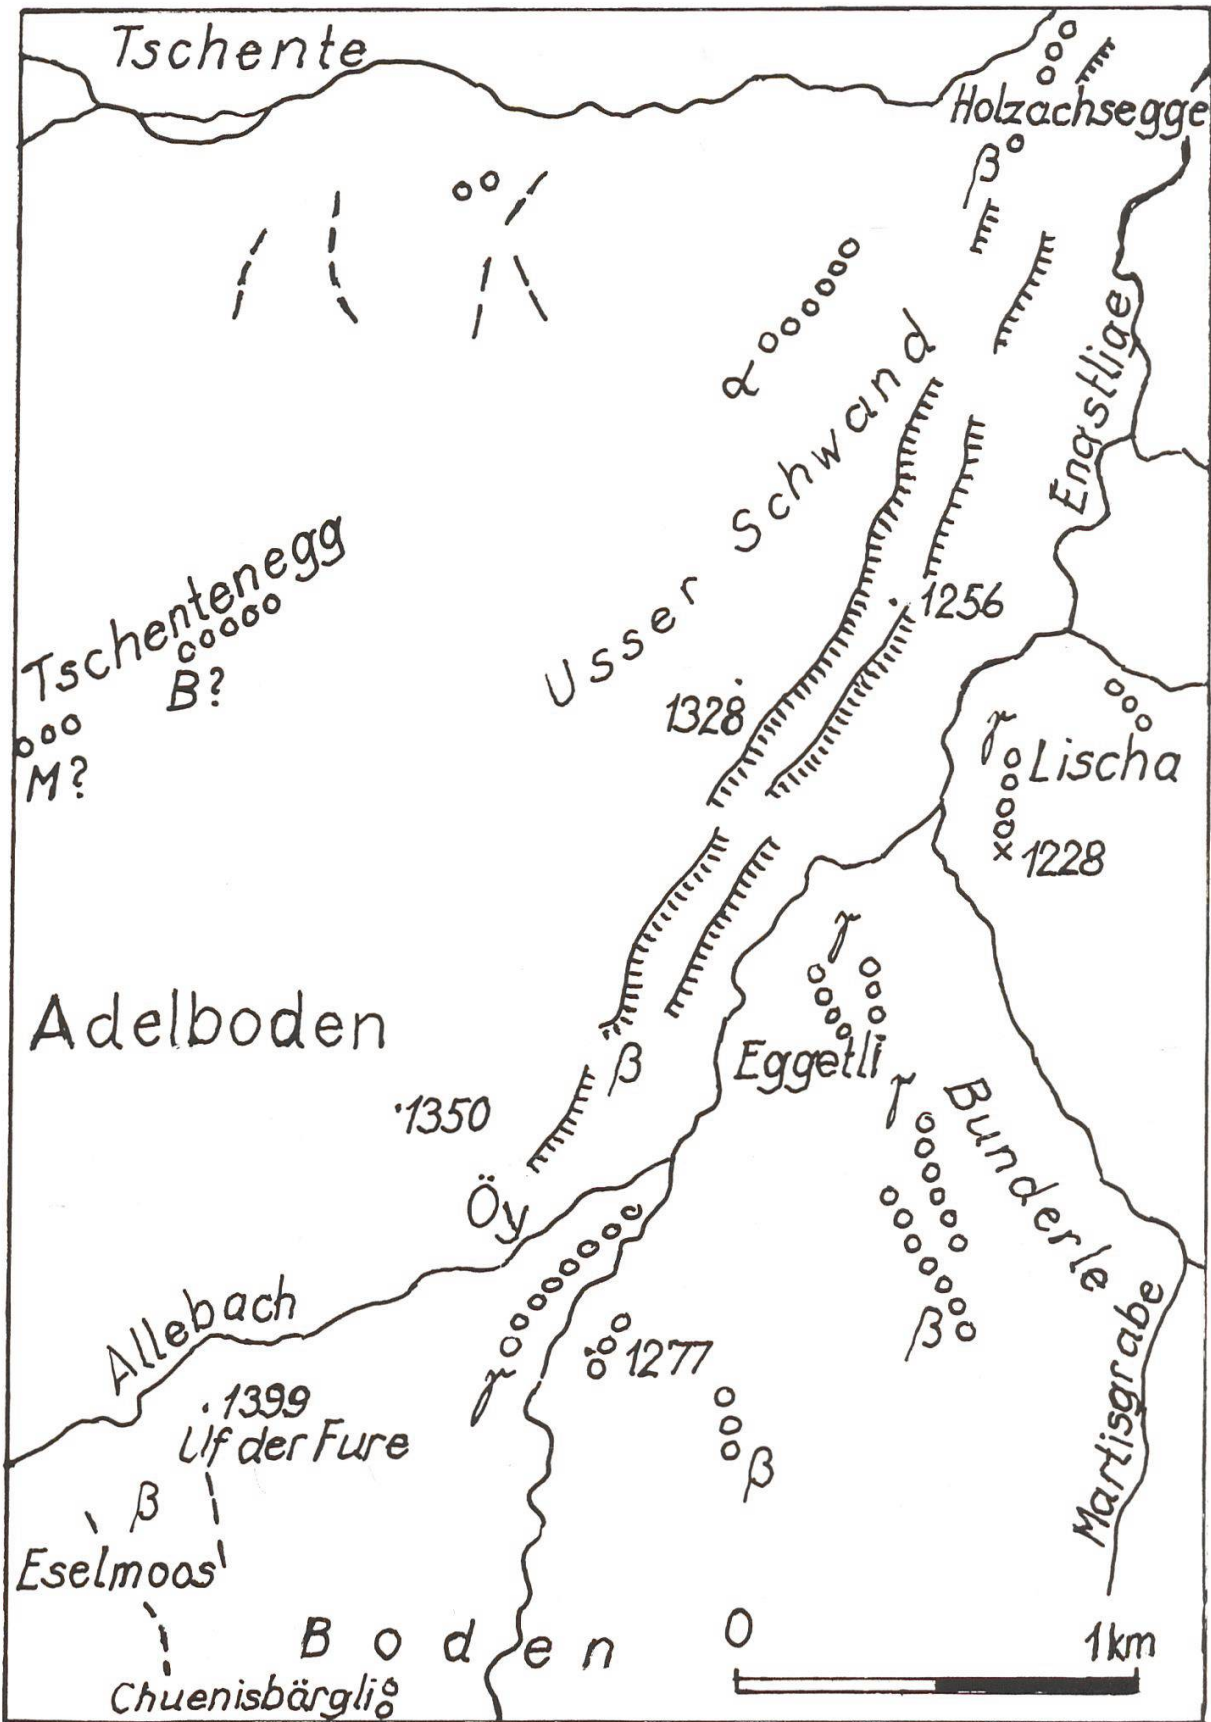 Tschente
Holzachsegge
β
α
Engstlige
Usser Schwand
Tschentenegg
B?
M?
1256
1328
γ
Lischa
1228
Adelboden
γ
Eggetli
β
·1350
γ
Bunderle
Öy
Allebach
β
γ
1277
Martisgrabe
·1399
Uf der Fure
β
β
Eselmoos
Boden
0
1km
Chuenisbärgli